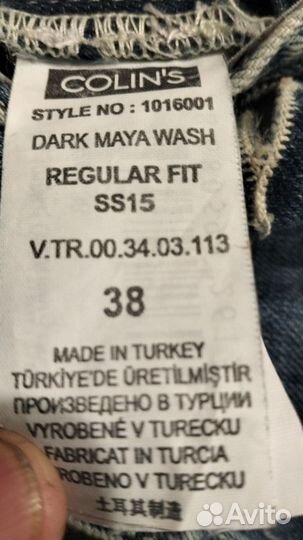 COLIN'S
STYLE NO : 1016001
DARK MAYA WASH
REGULAR FIT
SS15
V.TR.00.34.03.113
38
MADE IN TURKEY
TÜRKİYE'DE ÜRETİLMİŞTİR
ПРОИЗВЕДЕНО В ТУРЦИИ
VYROBENÉ V TURECKU
FABRICAT IN TURCIA
VYROBENO V TURECKU
土耳其制造
Avito